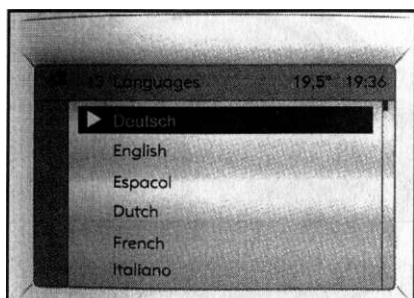 Languages 19,5° 19:36
Deutsch
English
Espacol
Dutch
French
Italiano